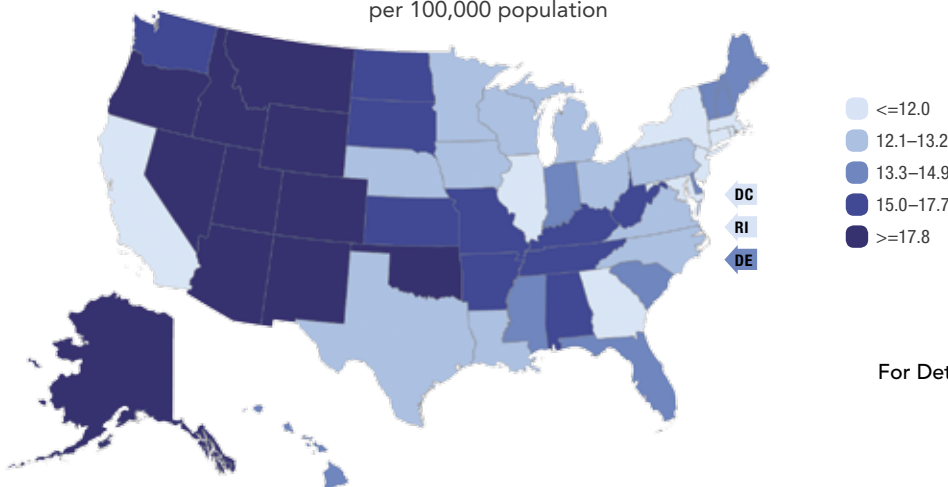 per 100,000 population
<=12.0
12.1–13.2
13.3–14.9
15.0–17.7
>=17.8
DC
RI
DE
For Det